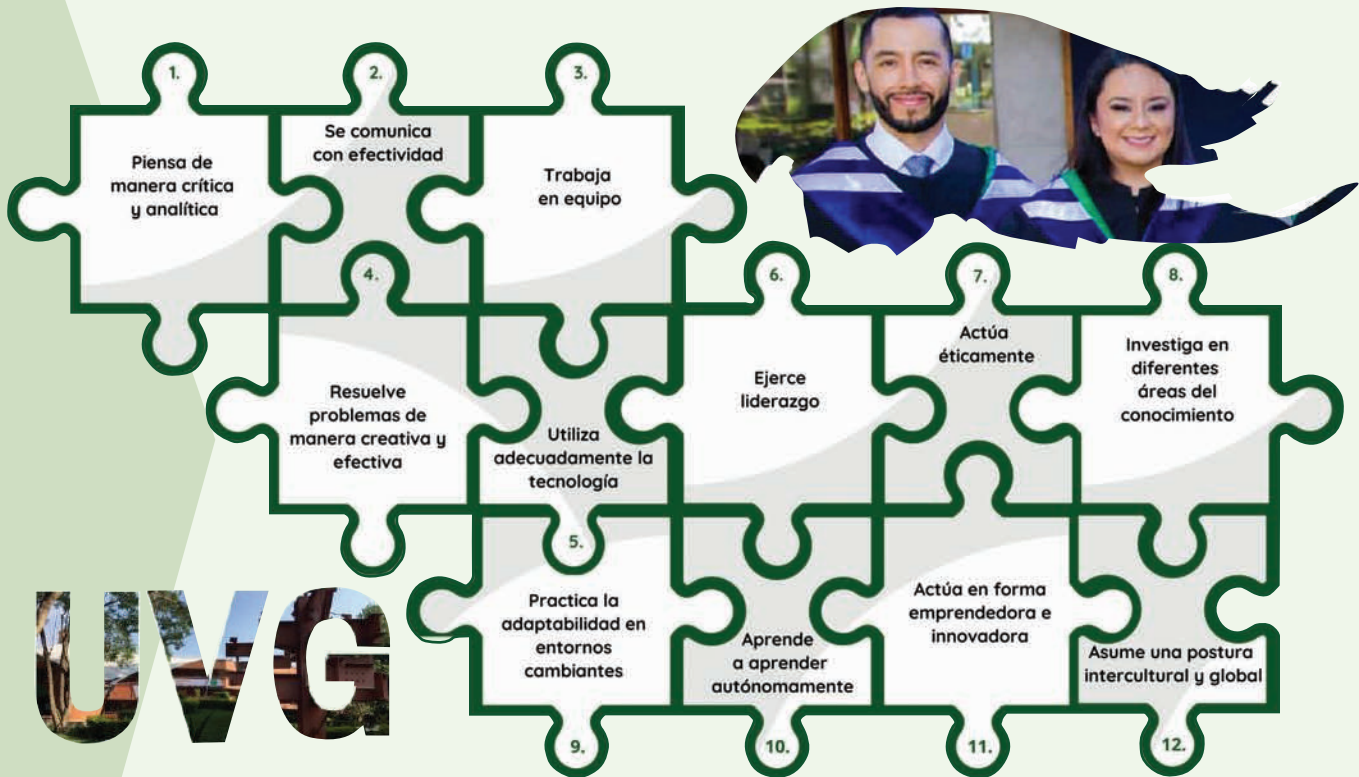 1.
Piensa de
manera crítica
y analítica
2.
Se comunica
con efectividad
3.
Trabaja
en equipo
4.
Resuelve
problemas de
manera creativa y
efectiva
Utiliza
adecuadamente la
tecnología
5.
6.
Ejerce
liderazgo
7.
Actúa
éticamente
8.
Investiga en
diferentes
áreas del
conocimiento
Practica la
adaptabilidad en
entornos
cambiantes
9.
Aprende
a aprender
autónomamente
10.
Actúa en forma
emprendedora e
innovadora
11.
Asume una postura
intercultural y global
12.
UVG